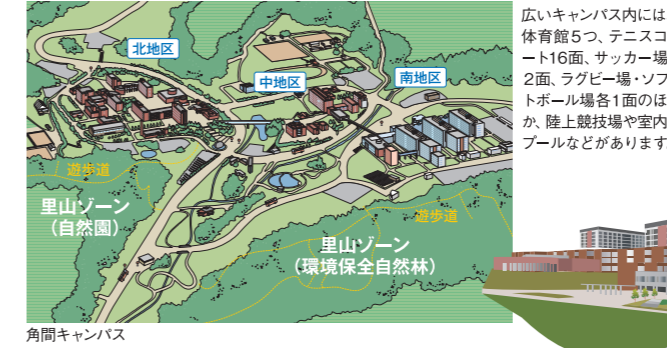 北地区
中地区
南地区
遊歩道
里山ゾーン
（自然園）
遊歩道
里山ゾーン
（環境保全自然林）
角間キャンパス
広いキャンパス内には
体育館5つ、テニスコ
ート16面、サッカー場
2面、ラグビー場・ソフ
トボール場各1面のほ
か、陸上競技場や室内
プールなどがあります